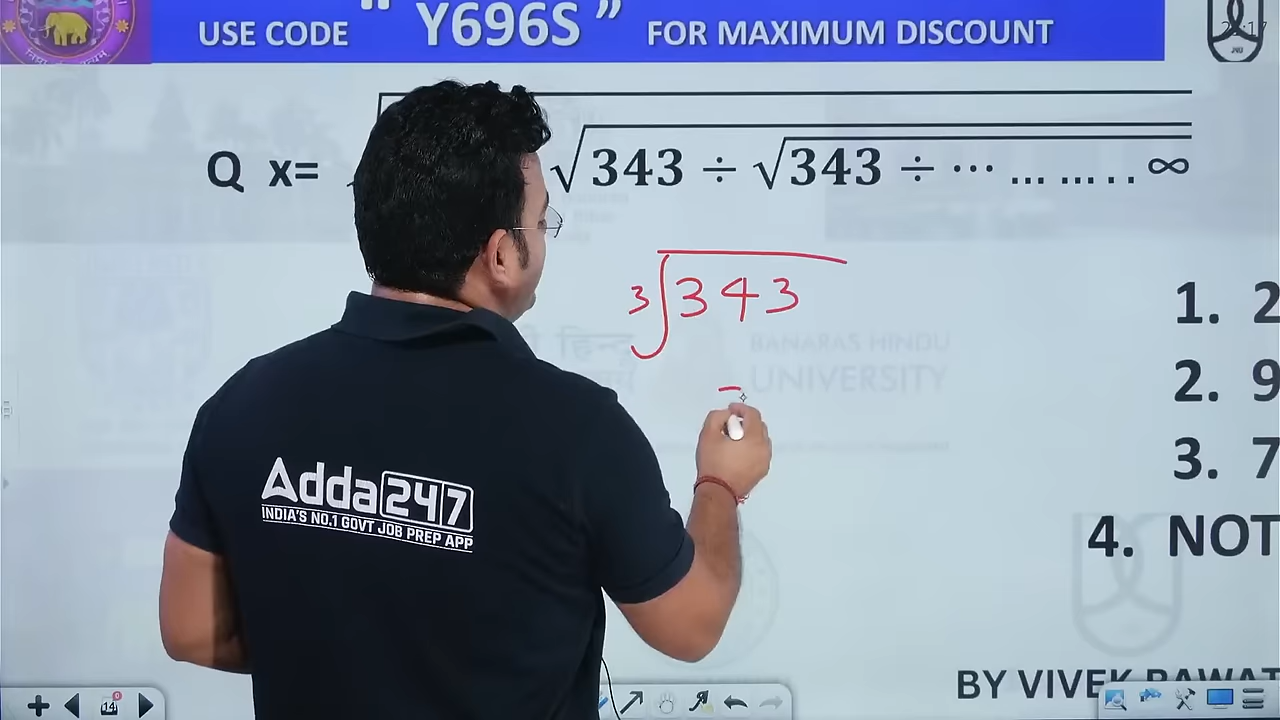 USE CODE " Y696S " FOR MAXIMUM DISCOUNT
Q x= √343 ÷ √343 ÷ ⋯ ... ... . . ∞
∛343
1. 2
BANARAS HINDU
UNIVERSITY
2. 9
3. 7
4. NOT
Adda247
INDIA'S NO.1 GOVT JOB PREP APP
BY VIVEK RAWAT
14